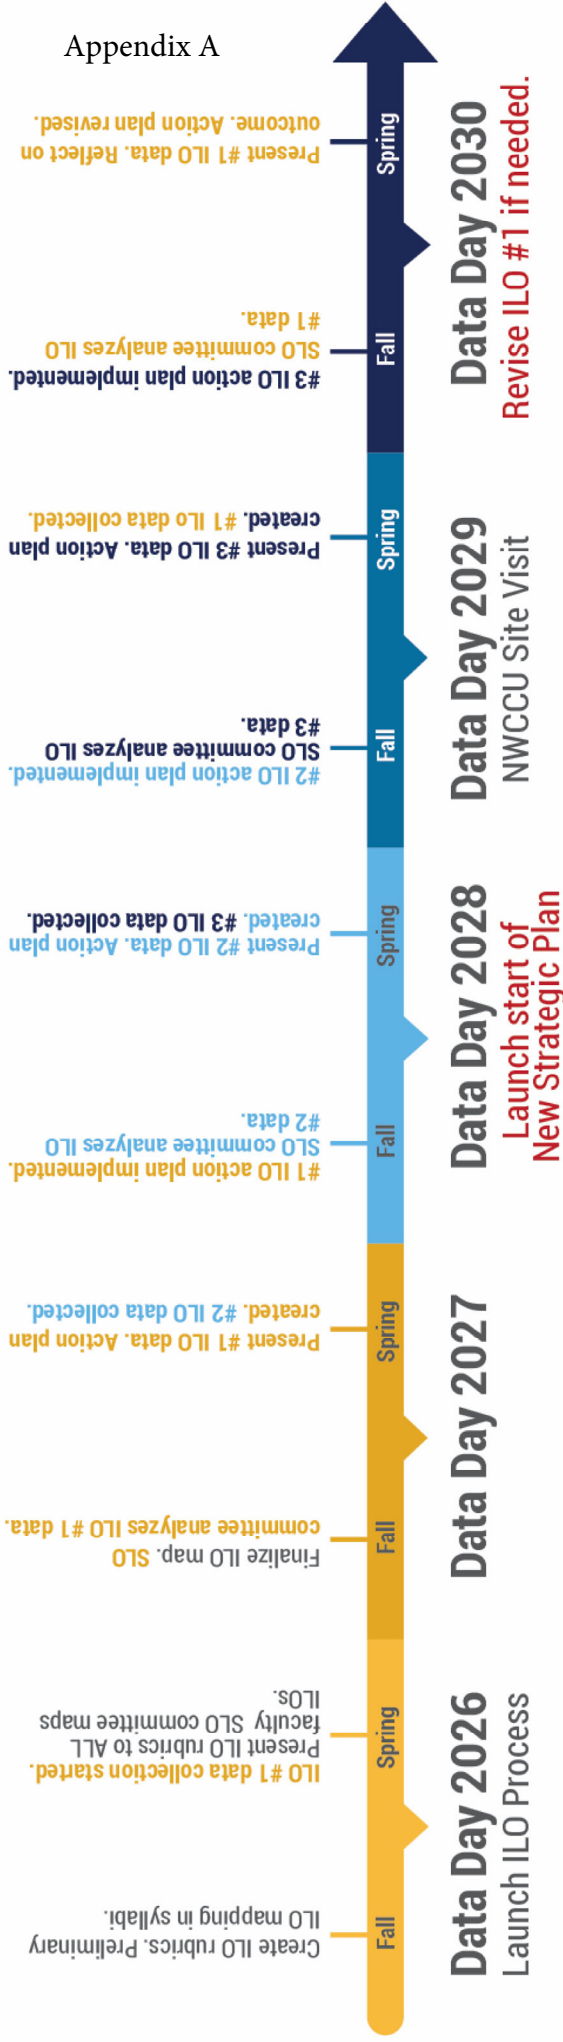 Appendix A
Create ILO rubrics. Preliminary
ILO mapping in syllabi.
Fall
Data Day 2026
Launch ILO Process
ILO #1 data collection started.
Present ILO rubrics to ALL
faculty SLO committee maps
ILOs.
Spring
Finalize ILO map. SLO
committee analyzes ILO #1 data.
Fall
Data Day 2027
Present #1 ILO data. Action plan
created. #2 ILO data collected.
Spring
#1 ILO action plan implemented.
SLO committee analyzes ILO
#2 data.
Fall
Data Day 2028
Launch start of
New Strategic Plan
Present #2 ILO data. Action plan
created. #3 ILO data collected.
Spring
#2 ILO action plan implemented.
SLO committee analyzes ILO
#3 data.
Fall
Data Day 2029
NWCCU Site Visit
Present #3 ILO data. Action plan
created. #1 ILo data collected.
Spring
#3 ILO action plan implemented.
SLO committee analyzes ILO
#1 data.
Fall
Data Day 2030
Revise ILO #1 if needed.
Present #1 ILO data. Reflect on
outcome. Action plan revised.
Spring